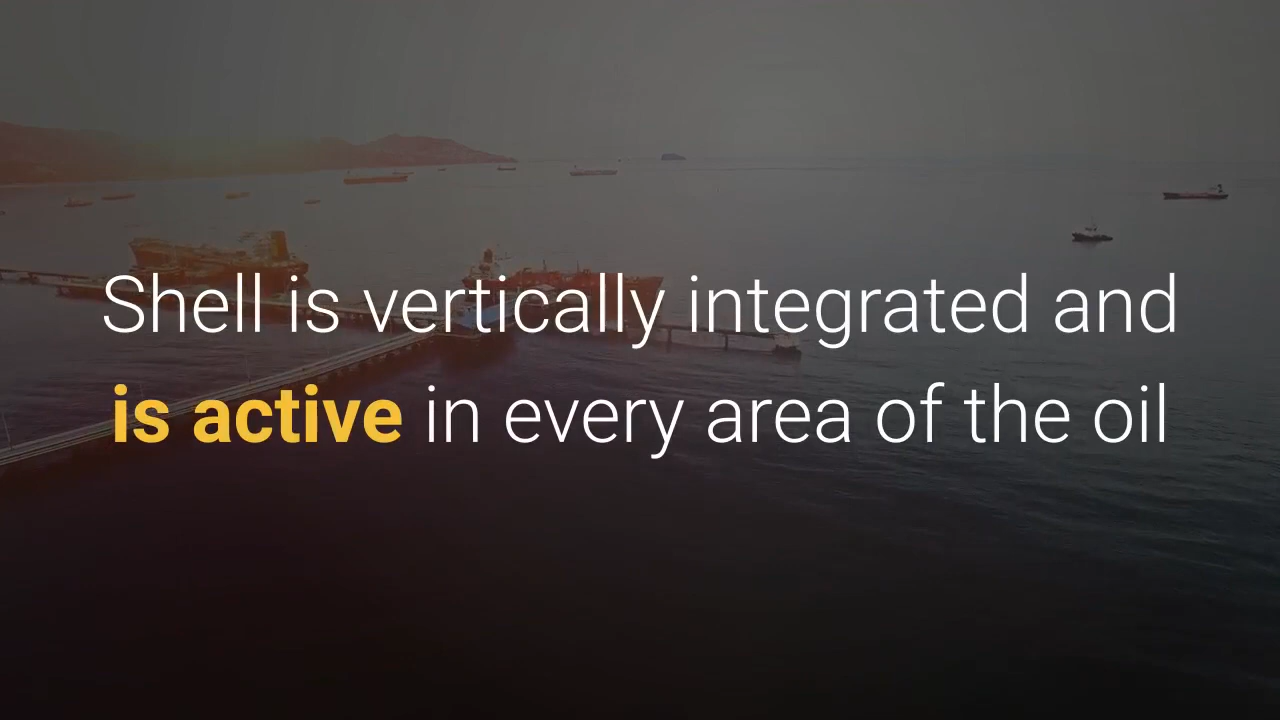 Shell is vertically integrated and
is active in every area of the oil